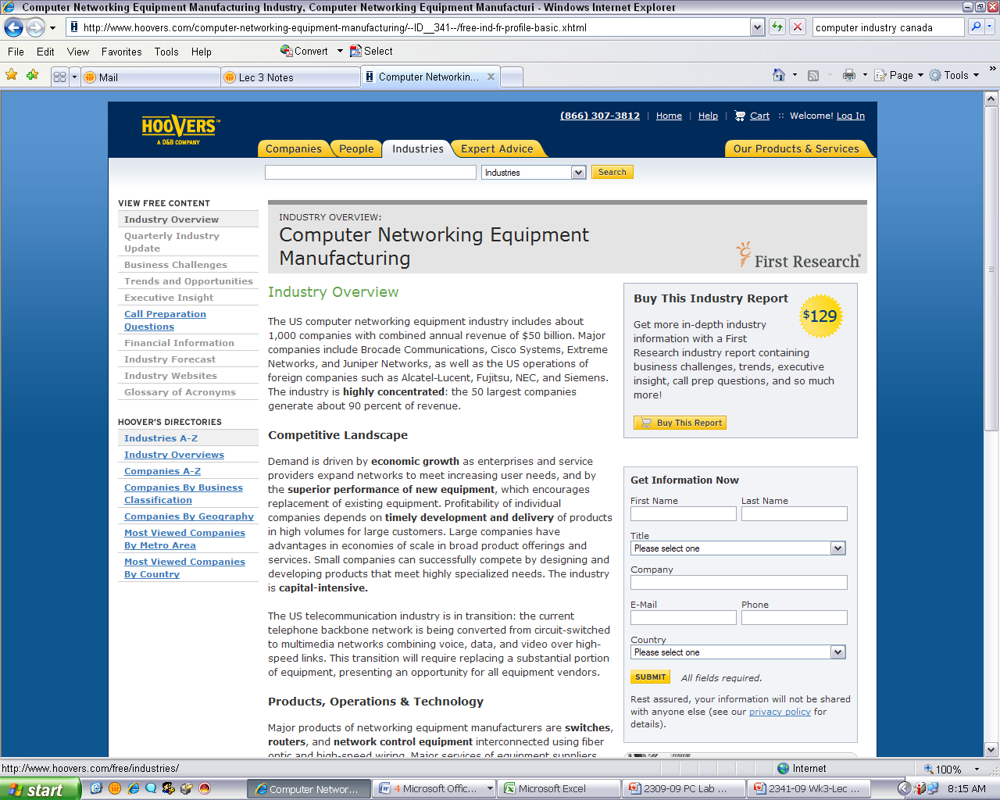 Computer Networking Equipment Manufacturing Industry, Computer Networking Equipment Manufacturi - Windows Internet Explorer
http://www.hoovers.com/computer-networking-equipment-manufacturing/--ID__341--/free-ind-fr-profile-basic.xhtml
computer industry canada
File Edit View Favorites Tools Help
Convert Select
Mail
Lec 3 Notes
Computer Networkin...
Page Tools
HOOVERS™
A D&B COMPANY
(866) 307-3812 | Home | Help | Cart :: Welcome! Log In
Companies People Industries Expert Advice Our Products & Services
Industries Search
VIEW FREE CONTENT
Industry Overview
Quarterly Industry
Update
Business Challenges
Trends and Opportunities
Executive Insight
Call Preparation
Questions
Financial Information
Industry Forecast
Industry Websites
Glossary of Acronyms
HOOVER'S DIRECTORIES
Industries A-Z
Industry Overviews
Companies A-Z
Companies By Business
Classification
Companies By Geography
Most Viewed Companies
By Metro Area
Most Viewed Companies
By Country
INDUSTRY OVERVIEW:
Computer Networking Equipment
Manufacturing
First Research®
Industry Overview
The US computer networking equipment industry includes about
1,000 companies with combined annual revenue of $50 billion. Major
companies include Brocade Communications, Cisco Systems, Extreme
Networks, and Juniper Networks, as well as the US operations of
foreign companies such as Alcatel-Lucent, Fujitsu, NEC, and Siemens.
The industry is highly concentrated: the 50 largest companies
generate about 90 percent of revenue.
Competitive Landscape
Demand is driven by economic growth as enterprises and service
providers expand networks to meet increasing user needs, and by
the superior performance of new equipment, which encourages
replacement of existing equipment. Profitability of individual
companies depends on timely development and delivery of products
in high volumes for large customers. Large companies have
advantages in economies of scale in broad product offerings and
services. Small companies can successfully compete by designing and
developing products that meet highly specialized needs. The industry
is capital-intensive.
The US telecommunication industry is in transition: the current
telephone backbone network is being converted from circuit-switched
to multimedia networks combining voice, data, and video over high-
speed links. This transition will require replacing a substantial portion
of equipment, presenting an opportunity for all equipment vendors.
Products, Operations & Technology
Major products of networking equipment manufacturers are switches,
routers, and network control equipment interconnected using fiber
optic and high-speed wiring. Major services of equipment suppliers
Buy This Industry Report
$129
Get more in-depth industry
information with a First
Research industry report containing
business challenges, trends, executive
insight, call prep questions, and so much
more!
Buy This Report
Get Information Now
First Name Last Name
Title
Please select one
Company
E-Mail Phone
Country
Please select one
SUBMIT All fields required.
Rest assured, your information will not be shared
with anyone else (see our privacy policy for
details).
http://www.hoovers.com/free/industries/
Internet
100%
start
Computer Networ...
4 Microsoft Offic...
Microsoft Excel
2309-09 PC Lab ...
2341-09 Wk3-Lec ...
8:15 AM